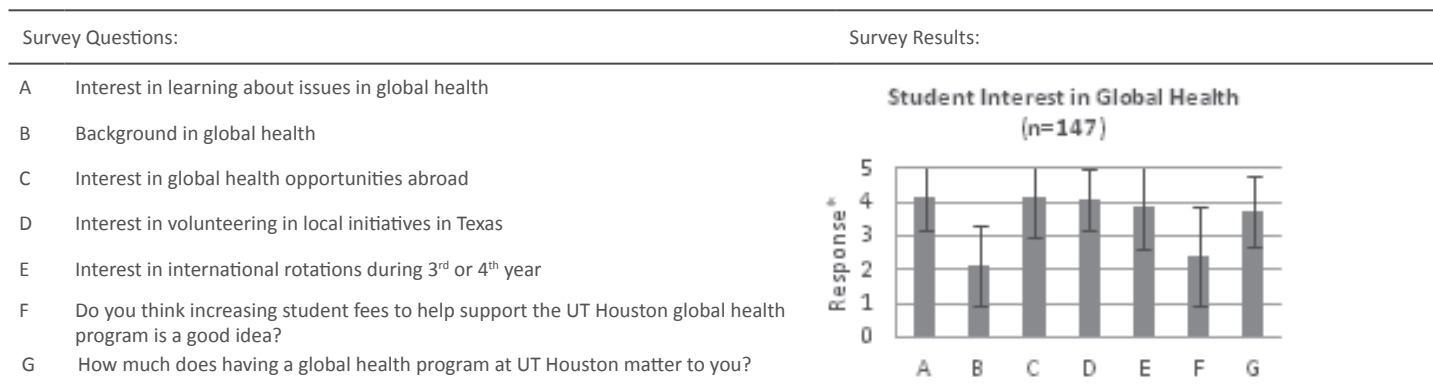 Survey Questions: Survey Results:
A Interest in learning about issues in global health
B Background in global health
C Interest in global health opportunities abroad
D Interest in volunteering in local initiatives in Texas
E Interest in international rotations during 3rd or 4th year
F Do you think increasing student fees to help support the UT Houston global health
program is a good idea?
G How much does having a global health program at UT Houston matter to you?
Student Interest in Global Health
(n=147)
Response*
5
4
3
2
1
0
A B C D E F G